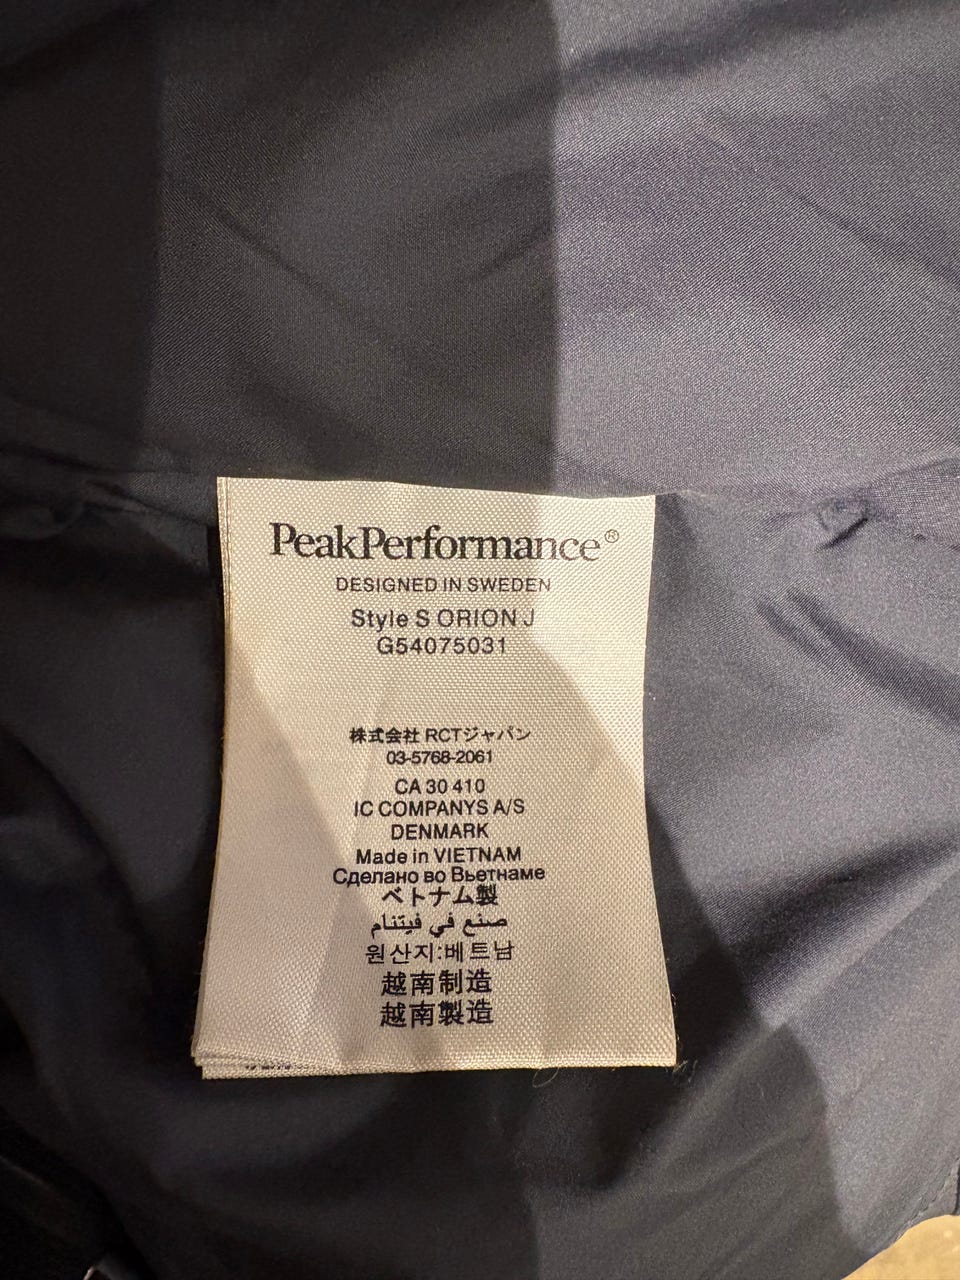 PeakPerformance®
DESIGNED IN SWEDEN
Style S ORION J
G54075031
株式会社 RCTジャパン
03-5768-2061
CA 30 410
IC COMPANYS A/S
DENMARK
Made in VIETNAM
Сделано во Вьетнаме
ベトナム製
صنع في فيتنام
원산지:베트남
越南制造
越南製造